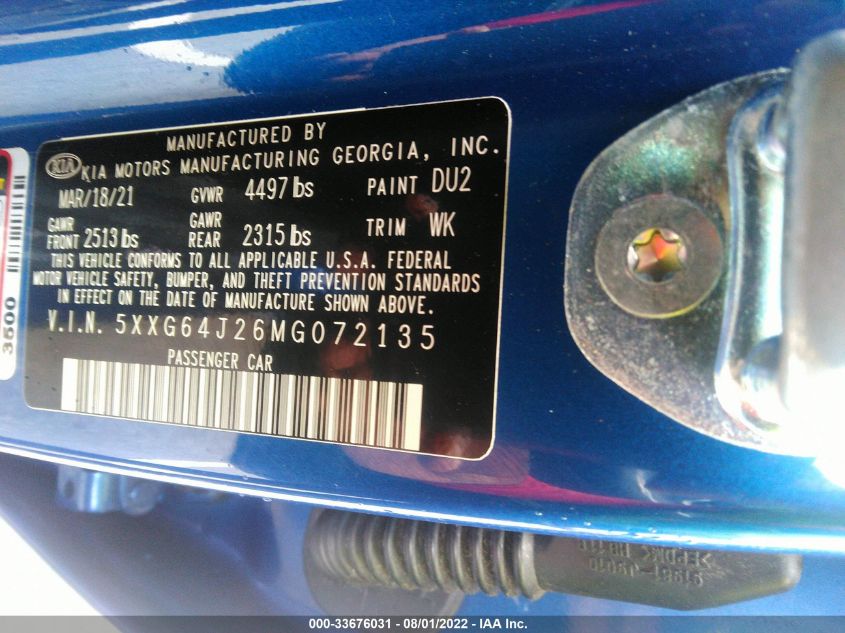 MANUFACTURED BY
KIA KIA MOTORS MANUFACTURING GEORGIA, INC.
MAR/18/21 GVWR 4497 lbs PAINT DU2
GAWR FRONT 2513 lbs GAWR REAR 2315 lbs TRIM WK
THIS VEHICLE CONFORMS TO ALL APPLICABLE U.S.A. FEDERAL
MOTOR VEHICLE SAFETY, BUMPER, AND THEFT PREVENTION STANDARDS
IN EFFECT ON THE DATE OF MANUFACTURE SHOWN ABOVE.
V.I.N. 5XXG64J26MG072135
PASSENGER CAR
3500
>EPDM<
000-33676031 - 08/01/2022 - IAA Inc.